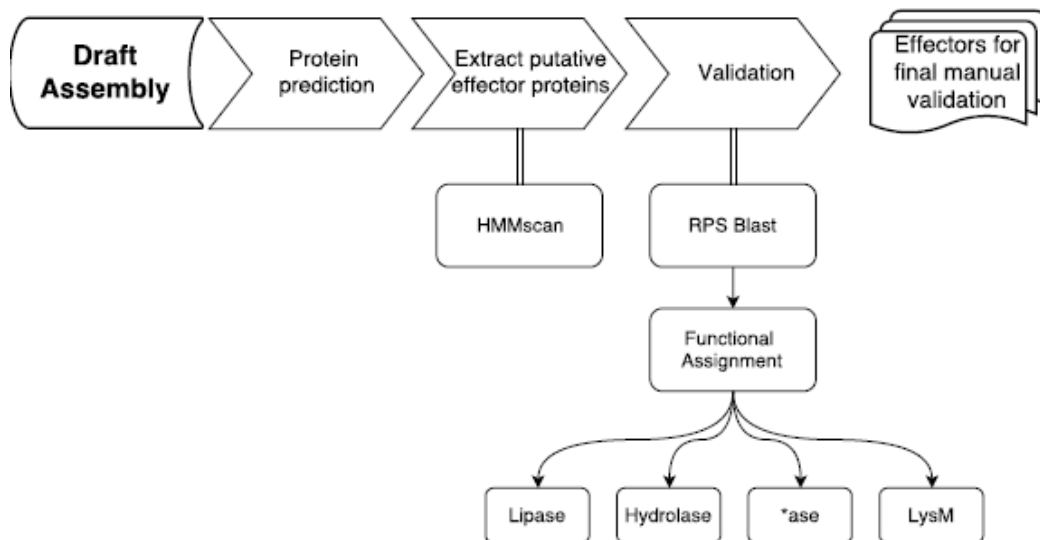 Draft
Assembly
Protein
prediction
Extract putative
effector proteins
Validation
Effectors for
final manual
validation
HMMscan
RPS Blast
Functional
Assignment
Lipase
Hydrolase
*ase
LysM